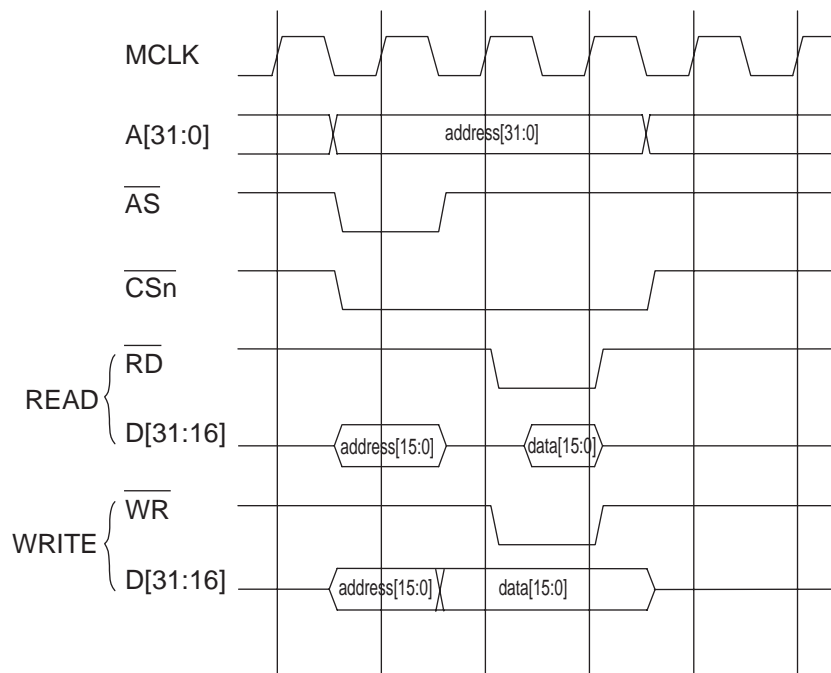 MCLK
A[31:0] address[31:0]
AS
CSn
RD
READ
D[31:16] address[15:0] data[15:0]
WR
WRITE
D[31:16] address[15:0] data[15:0]